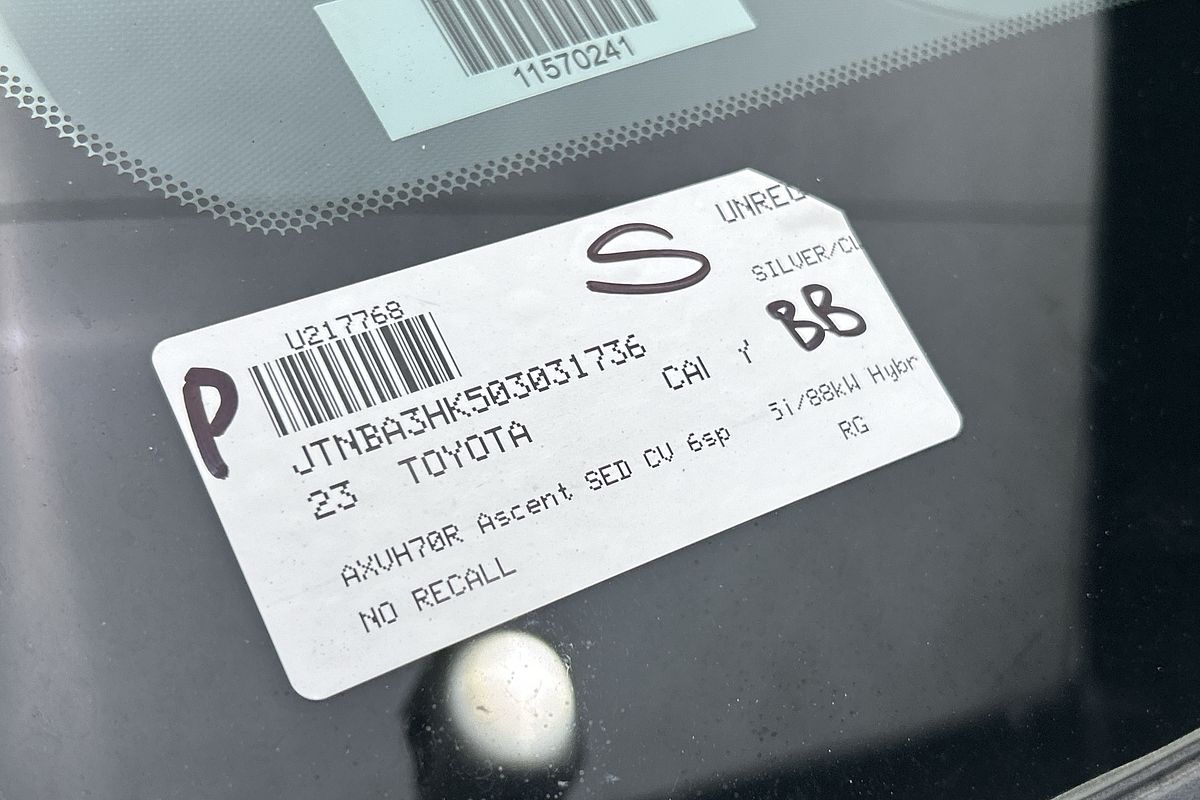 11570241
UNREG
S
SILVER/CL
U217768
BB
P
JTNBA3HK503031736
CAI Y
23 TOYOTA
5i/88kW Hybr
AXVH70R Ascent SED CV 6sp
RG
NO RECALL